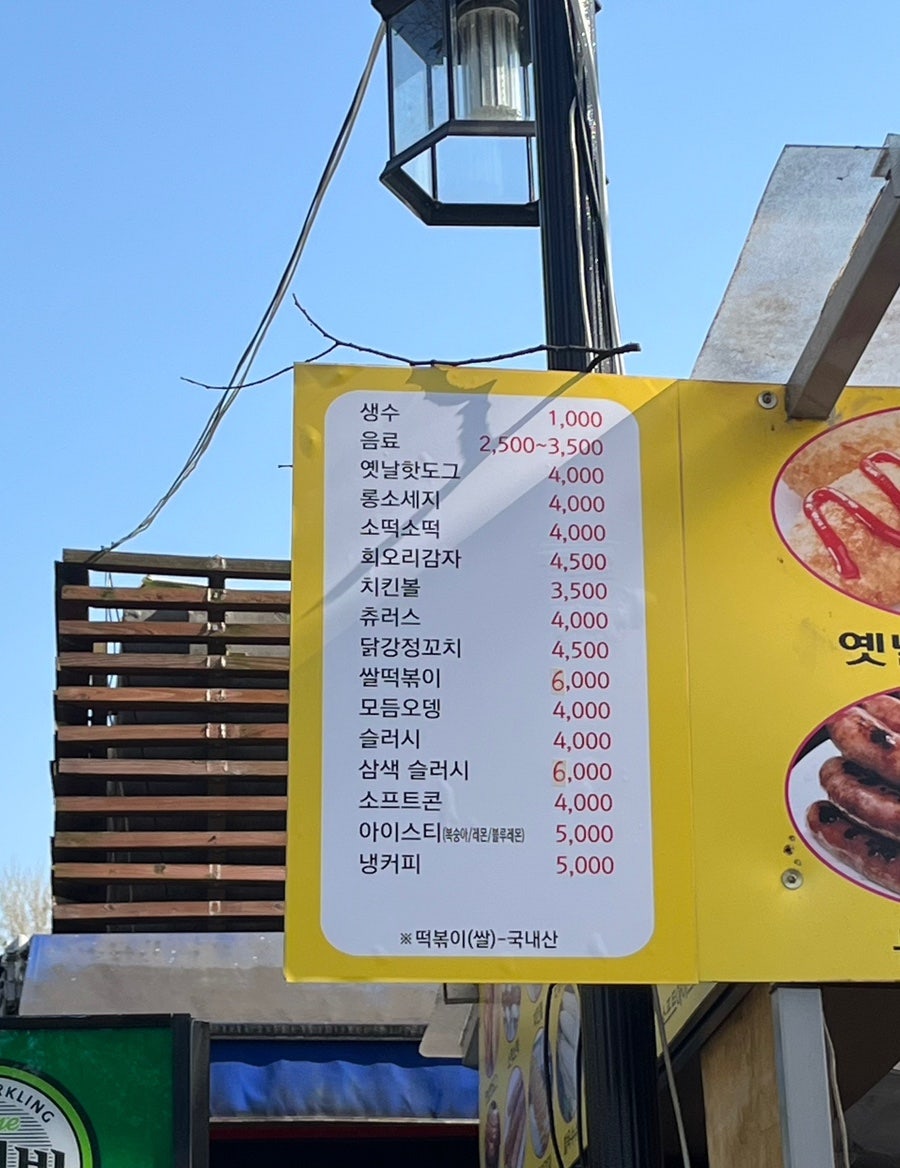 생수 1,000
음료 2,500~3,500
옛날핫도그 4,000
롱소세지 4,000
소떡소떡 4,000
회오리감자 4,500
치킨볼 3,500
츄러스 4,000
닭강정꼬치 4,500
쌀떡볶이 6,000
모듬오뎅 4,000
슬러시 4,000
삼색 슬러시 6,000
소프트콘 4,000
아이스티(복숭아/레몬/블루레몬) 5,000
냉커피 5,000
※떡볶이(쌀)-국내산
옛